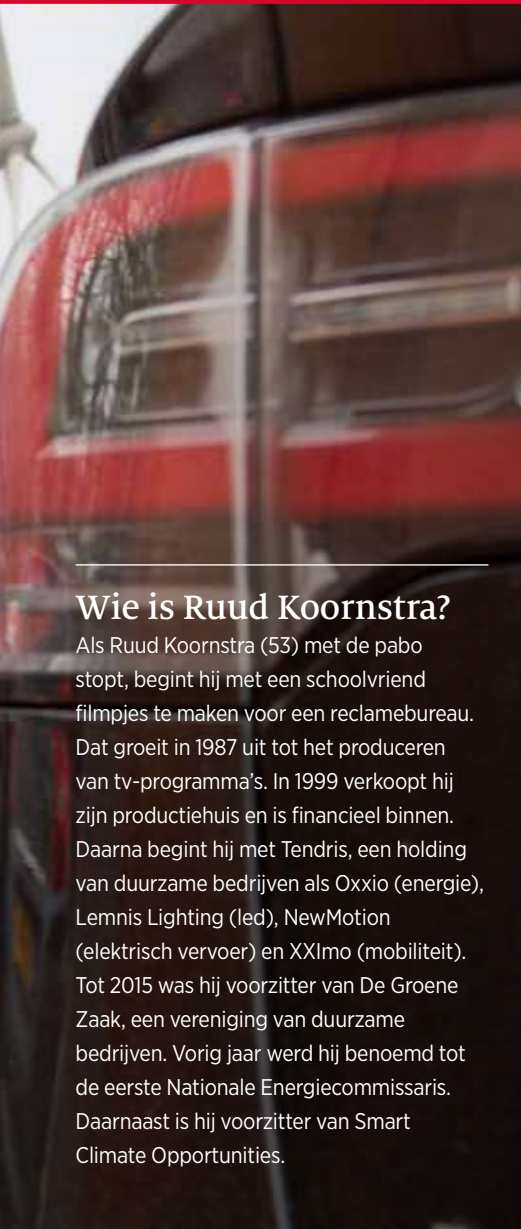 Wie is Ruud Koornstra?
Als Ruud Koornstra (53) met de pabo
stopt, begint hij met een schoolvriend
filmpjes te maken voor een reclamebureau.
Dat groeit in 1987 uit tot het produceren
van tv-programma’s. In 1999 verkoopt hij
zijn productiehuis en is financieel binnen.
Daarna begint hij met Tendris, een holding
van duurzame bedrijven als Oxxio (energie),
Lemnis Lighting (led), NewMotion
(elektrisch vervoer) en XXImo (mobiliteit).
Tot 2015 was hij voorzitter van De Groene
Zaak, een vereniging van duurzame
bedrijven. Vorig jaar werd hij benoemd tot
de eerste Nationale Energiecommissaris.
Daarnaast is hij voorzitter van Smart
Climate Opportunities.